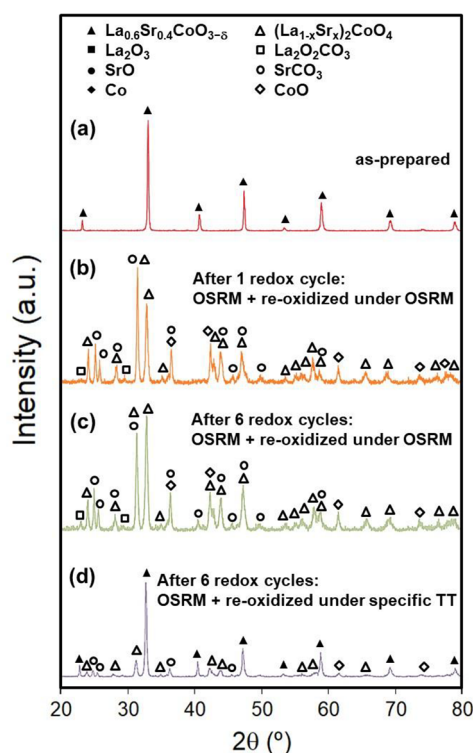 ▲ La₀.₆Sr₀.₄CoO₃₋δ △ (La₁₋ₓSrₓ)₂CoO₄
■ La₂O₃ □ La₂O₂CO₃
● SrO ○ SrCO₃
◆ Co ◇ CoO
(a)
as-prepared
(b)
After 1 redox cycle:
OSRM + re-oxidized under OSRM
(c)
After 6 redox cycles:
OSRM + re-oxidized under OSRM
(d)
After 6 redox cycles:
OSRM + re-oxidized under specific TT
Intensity (a.u.)
20 30 40 50 60 70 80
2θ (º)